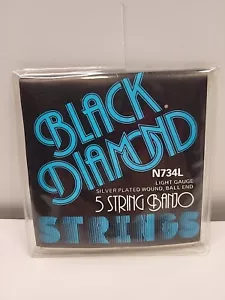 BLACK
DIAMOND®
N734L
LIGHT GAUGE
SILVER PLATED WOUND, BALL END
5 STRING BANJO
STRINGS